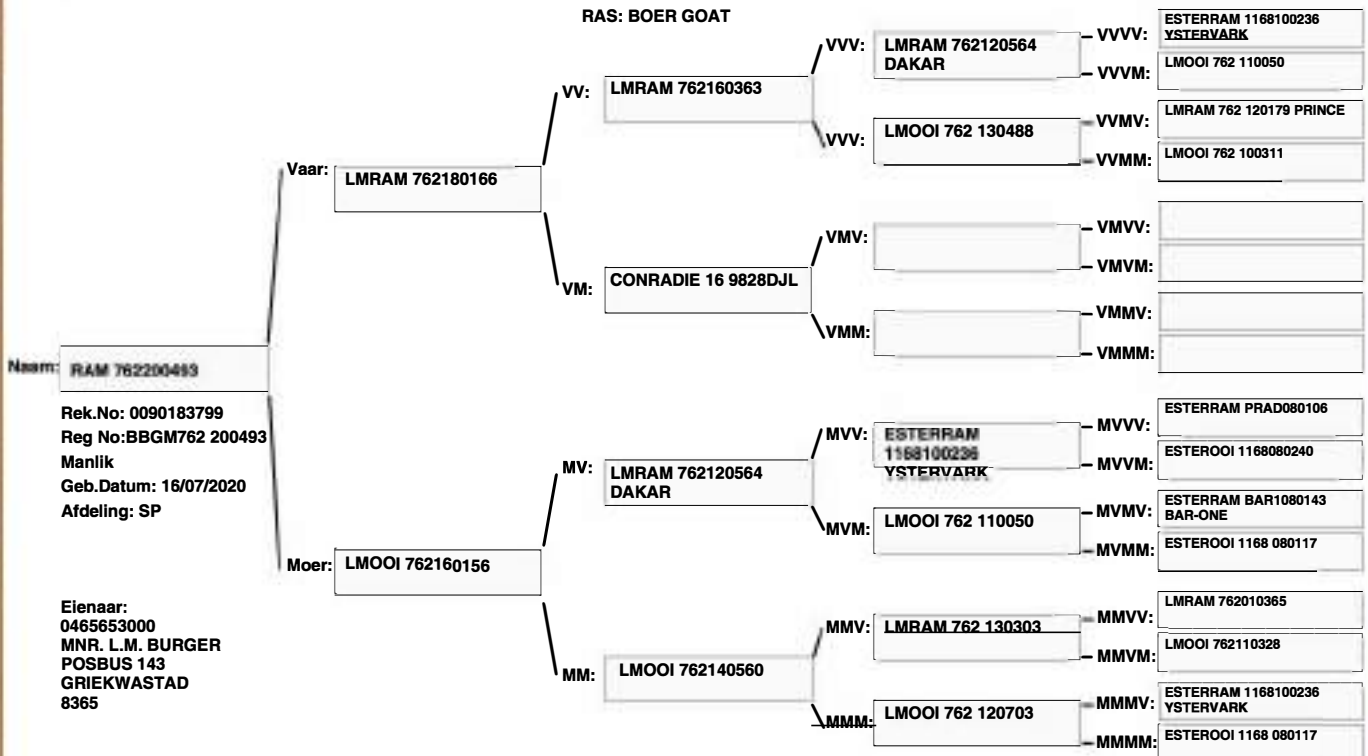 RAS: BOER GOAT
Naam: RAM 762200493
Rek.No: 0090183799
Reg No:BBGM762 200493
Manlik
Geb.Datum: 16/07/2020
Afdeling: SP
Eienaar:
0465653000
MNR. L.M. BURGER
POSBUS 143
GRIEKWASTAD
8365
Vaar: LMRAM 762180166
Moer: LMOOI 762160156
VV: LMRAM 762160363
VM: CONRADIE 16 9828DJL
MV: LMRAM 762120564
DAKAR
MM: LMOOI 762140560
VVV: LMRAM 762120564
DAKAR
VVV: LMOOI 762 130488
VMV:
VMM:
MVV: ESTERRAM
1168100236
YSTERVARK
MVM: LMOOI 762 110050
MMV: LMRAM 762 130303
MMM: LMOOI 762 120703
VVVV: ESTERRAM 1168100236
YSTERVARK
VVVM: LMOOI 762 110050
VVMV: LMRAM 762 120179 PRINCE
VVMM: LMOOI 762 100311
VMVV:
VMVM:
VMMV:
VMMM:
MVVV: ESTERRAM PRAD080106
MVVM: ESTEROOI 1168080240
MVMV: ESTERRAM BAR1080143
BAR-ONE
MVMM: ESTEROOI 1168 080117
MMVV: LMRAM 762010365
MMVM: LMOOI 762110328
MMMV: ESTERRAM 1168100236
YSTERVARK
MMMM: ESTEROOI 1168 080117